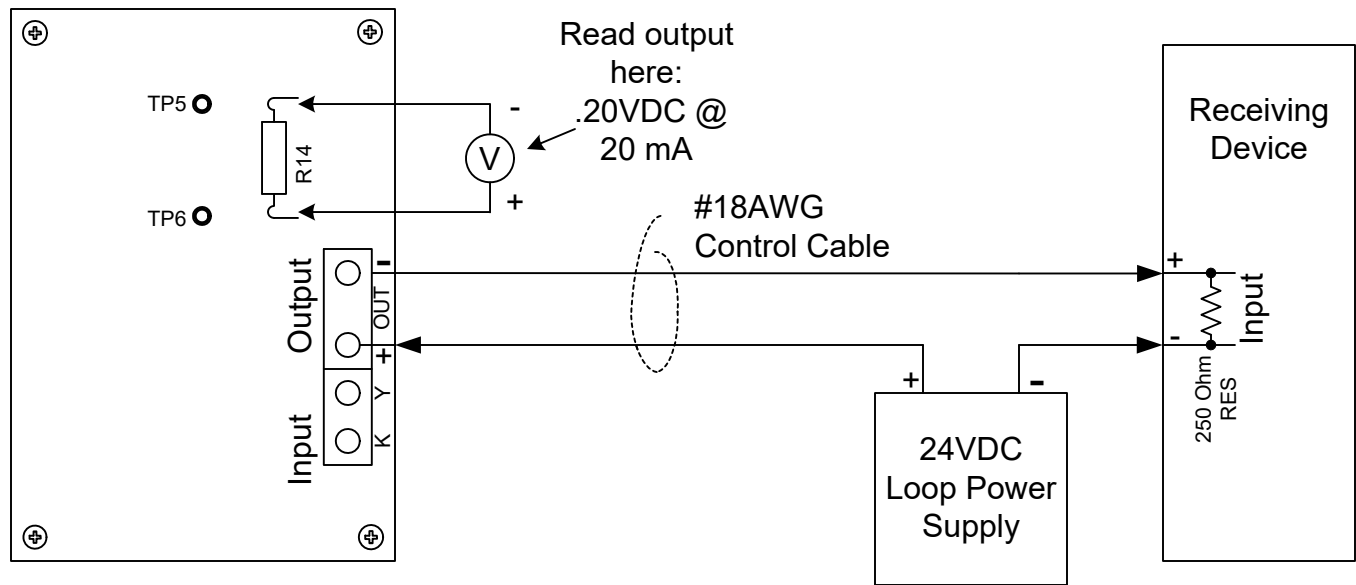 TP5
TP6
R14
-
V
+
Read output
here:
.20VDC @
20 mA
#18AWG
Control Cable
Output
-
OUT
+
Input
Y
K
+
-
24VDC
Loop Power
Supply
Receiving
Device
+
-
Input
250 Ohm
RES